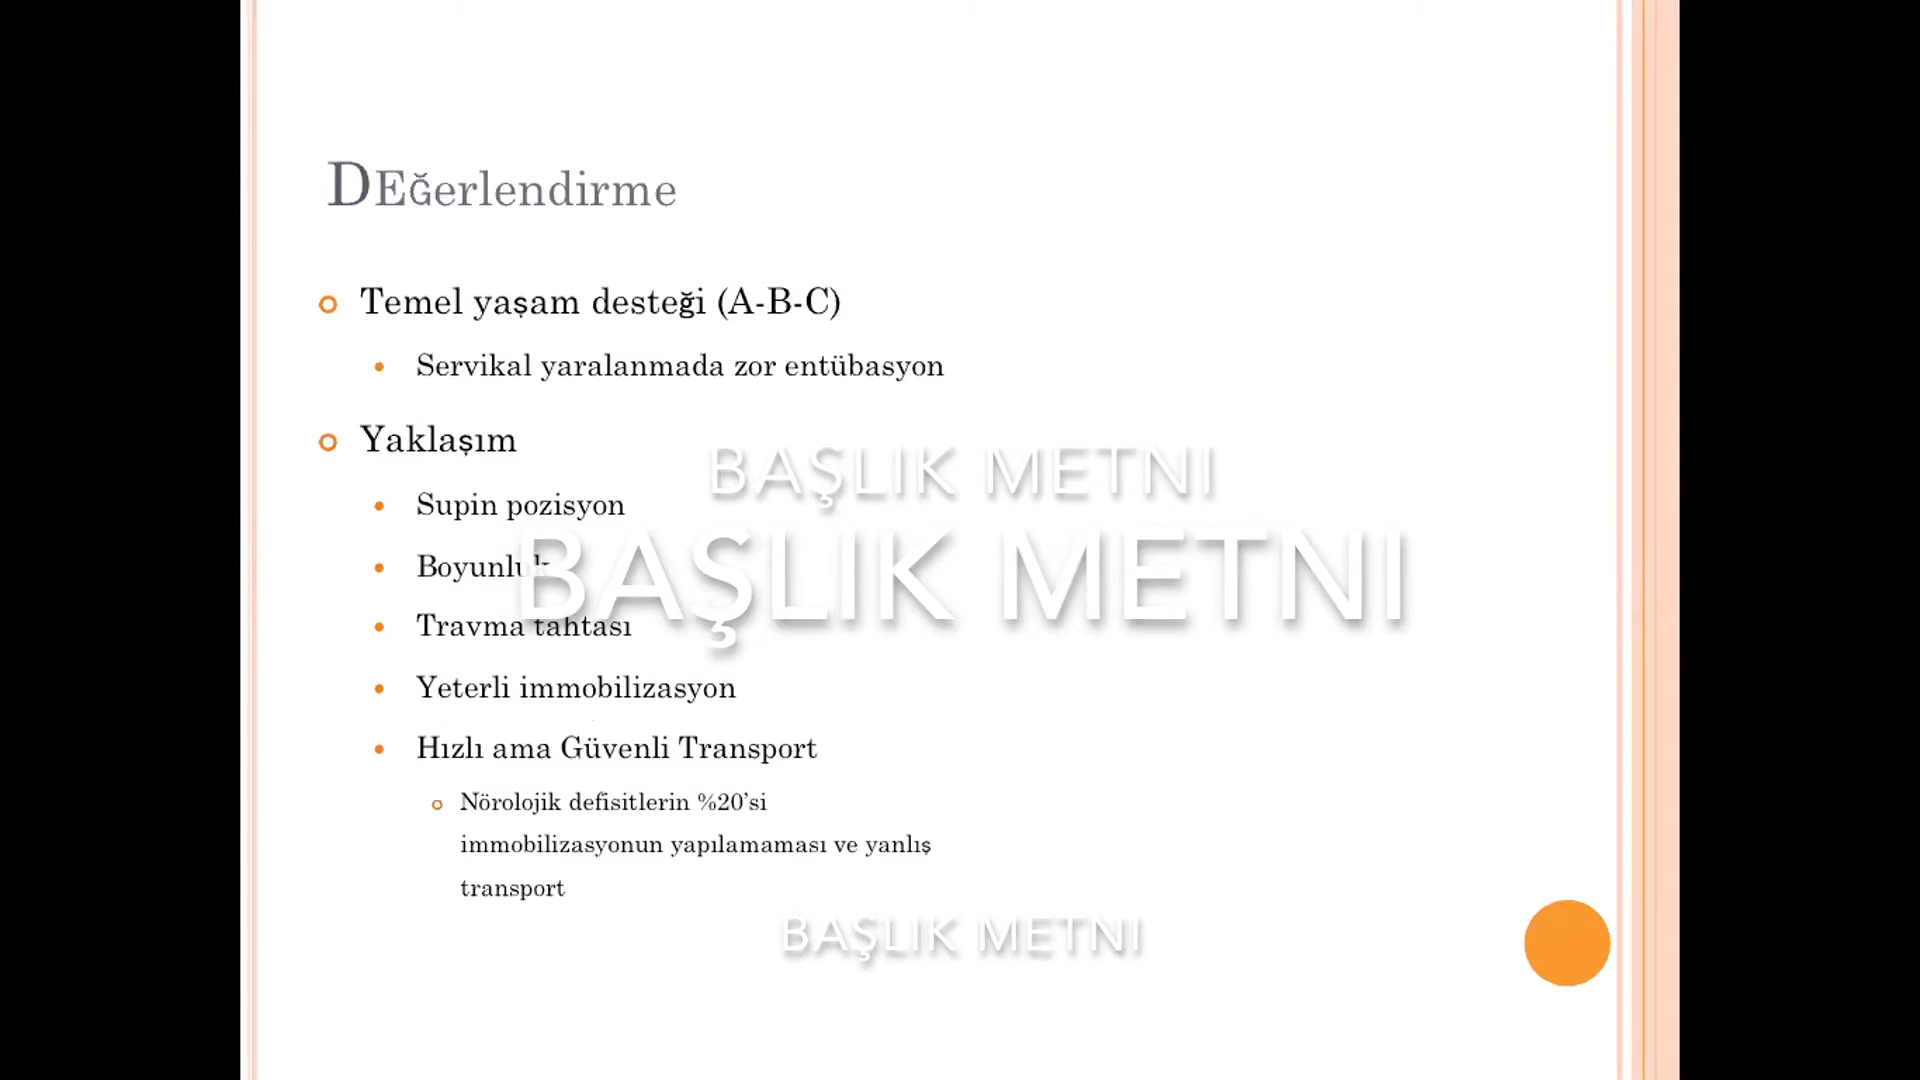 DEğerlendirme
Temel yaşam desteği (A-B-C)
Servikal yaralanmada zor entübasyon
Yaklaşım
BAŞLIK METNI
Supin pozisyon
Boyunluk
BAŞLIK METNI
Travma tahtası
Yeterli immobilizasyon
Hızlı ama Güvenli Transport
Nörolojik defisitlerin %20’si
immobilizasyonun yapılamaması ve yanlış
transport
BAŞLIK METNI